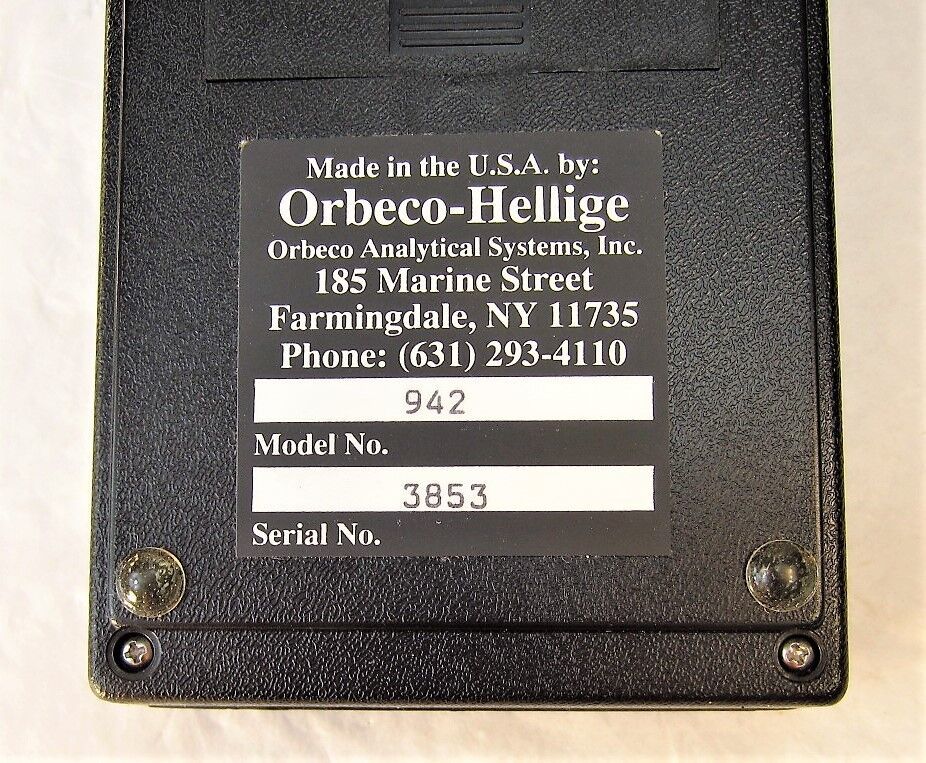 Made in the U.S.A. by:
Orbeco-Hellige
Orbeco Analytical Systems, Inc.
185 Marine Street
Farmingdale, NY 11735
Phone: (631) 293-4110
942
Model No.
3853
Serial No.